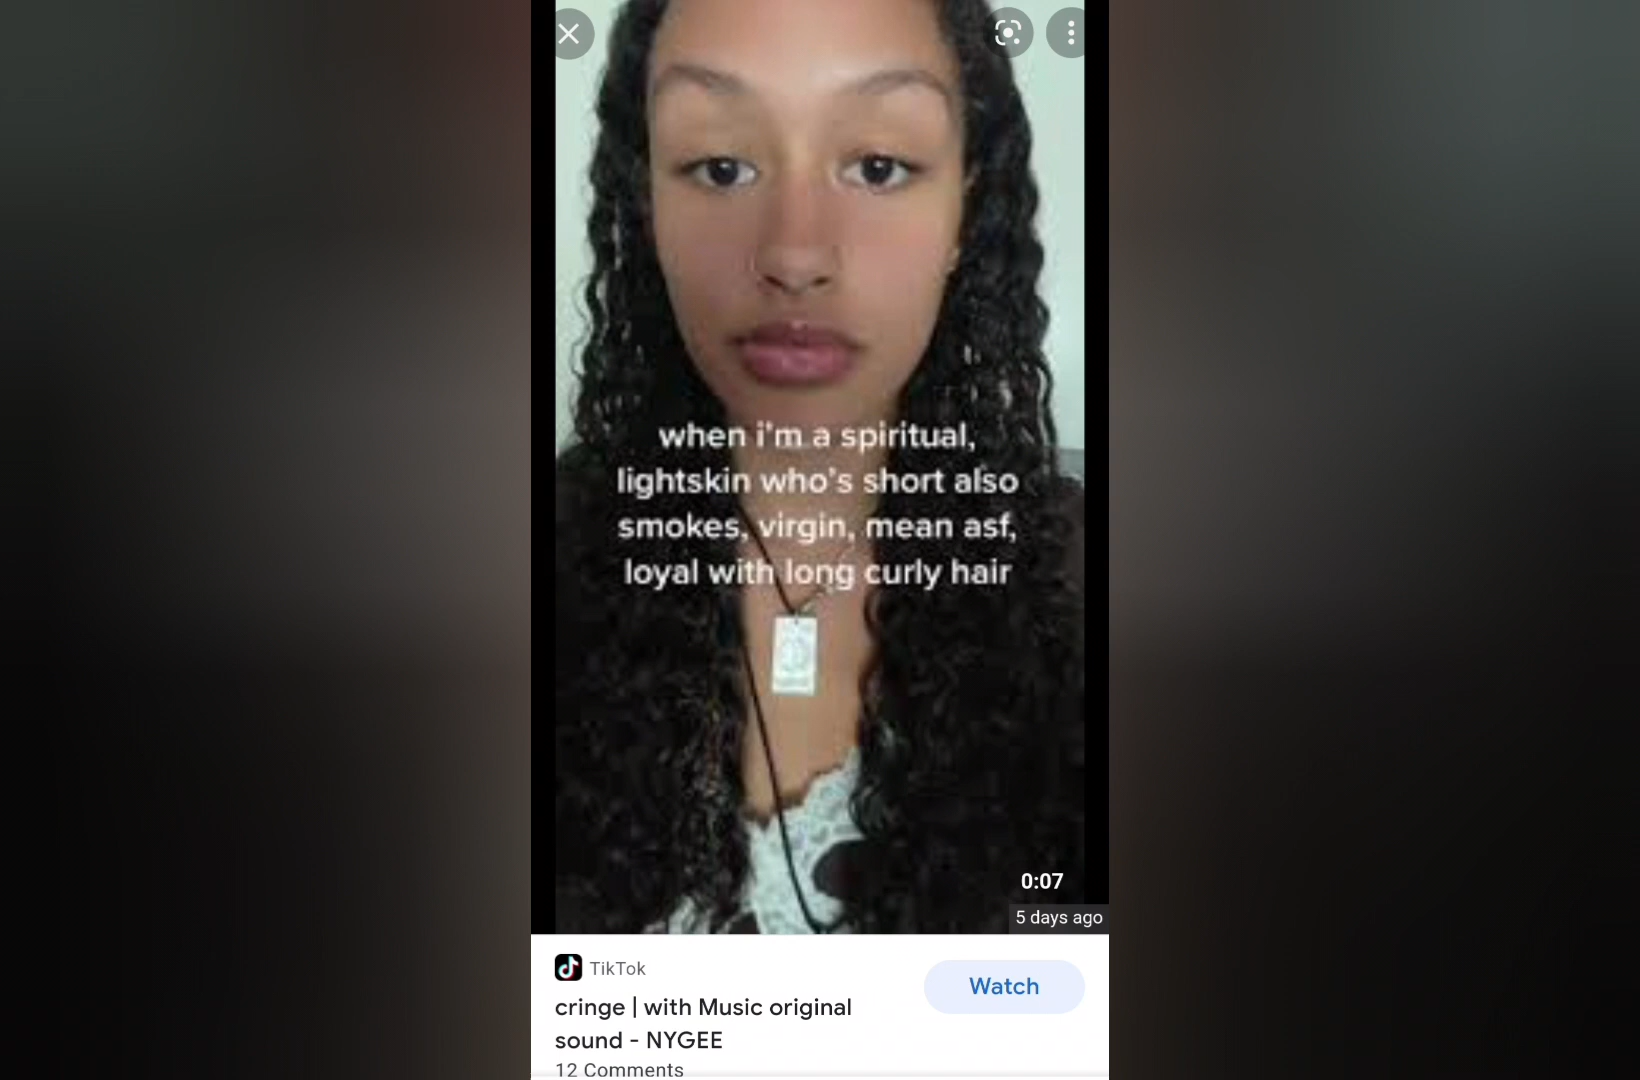 when i'm a spiritual,
lightskin who's short also
smokes, virgin, mean asf,
loyal with long curly hair
0:07
5 days ago
TikTok
Watch
cringe | with Music original
sound - NYGEE
12 Comments